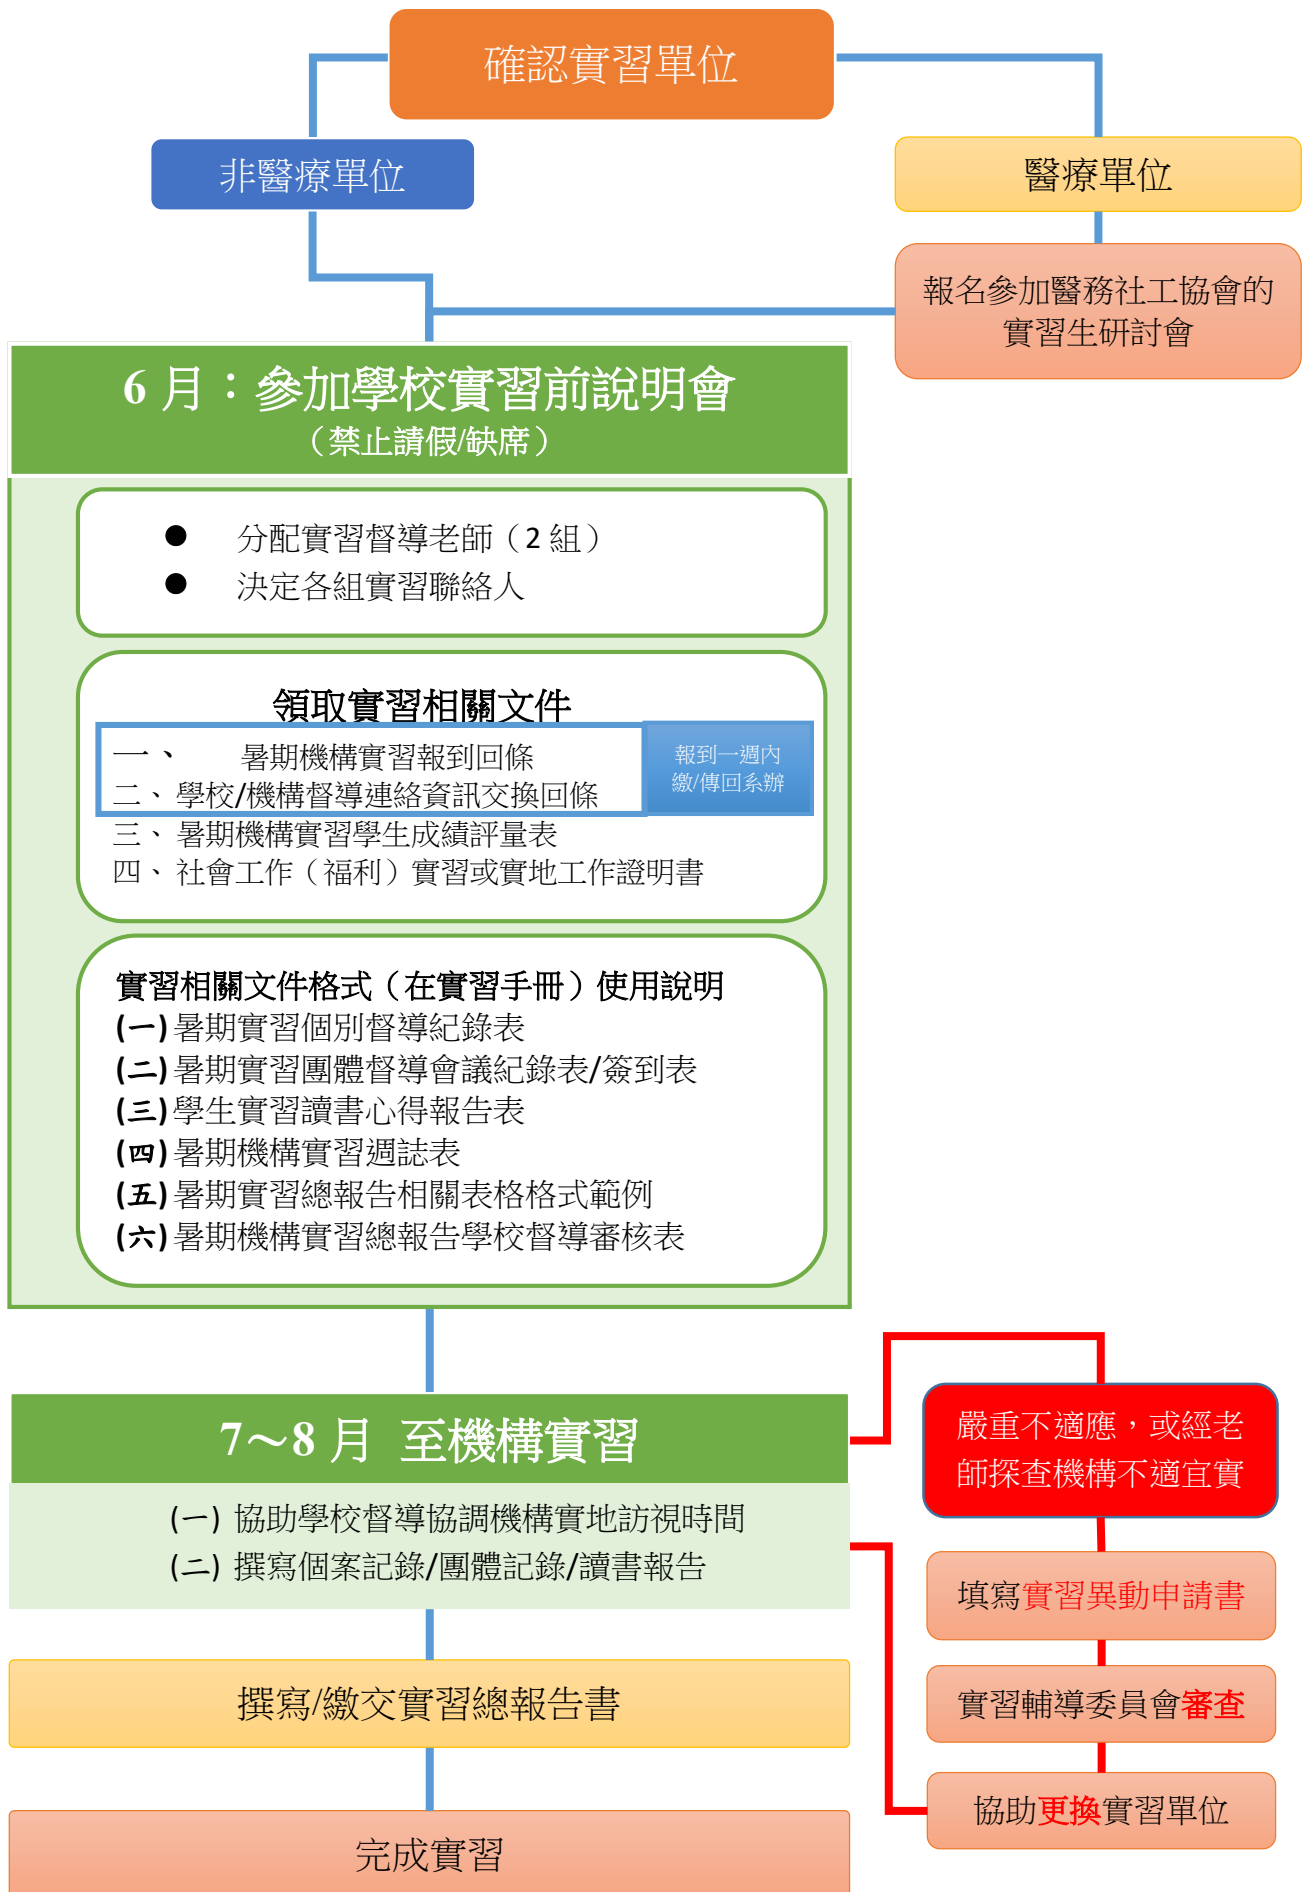 確認實習單位
非醫療單位
醫療單位
報名參加醫務社工協會的
實習生研討會
6 月：參加學校實習前說明會
（禁止請假/缺席）
● 分配實習督導老師（2 組）
● 決定各組實習聯絡人
領取實習相關文件
一、 暑期機構實習報到回條
二、學校/機構督導連絡資訊交換回條
報到一週內
繳/傳回系辦
三、暑期機構實習學生成績評量表
四、社會工作（福利）實習或實地工作證明書
實習相關文件格式（在實習手冊）使用說明
(一)暑期實習個別督導紀錄表
(二)暑期實習團體督導會議紀錄表/簽到表
(三)學生實習讀書心得報告表
(四)暑期機構實習週誌表
(五)暑期實習總報告相關表格格式範例
(六)暑期機構實習總報告學校督導審核表
7～8 月 至機構實習
(一) 協助學校督導協調機構實地訪視時間
(二) 撰寫個案記錄/團體記錄/讀書報告
嚴重不適應，或經老
師探查機構不適宜實
填寫實習異動申請書
實習輔導委員會審查
協助更換實習單位
撰寫/繳交實習總報告書
完成實習